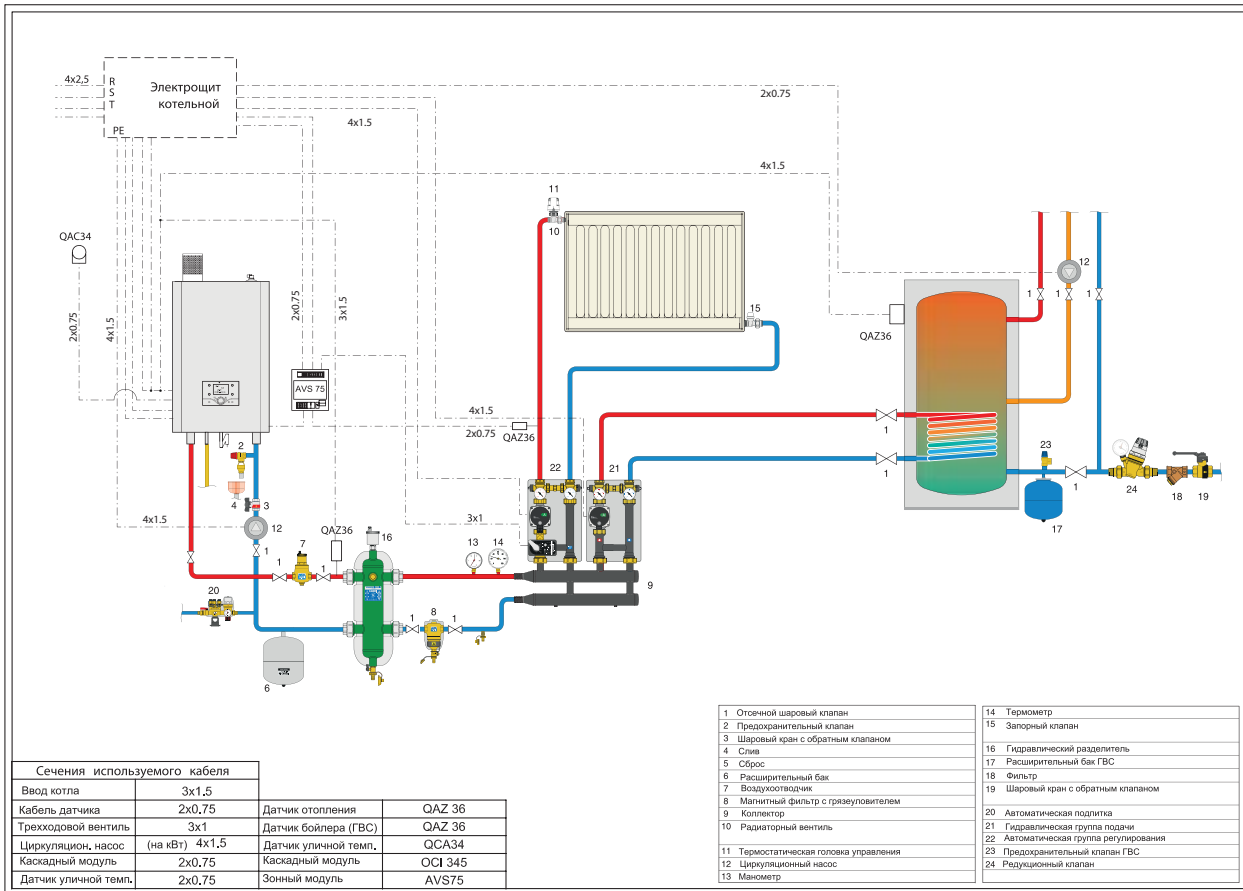 4x2,5
R
S
T
PE
Электрощит
котельной
2x0.75
4x1.5
4x1.5
QAC34
2x0.75
4x1.5
2x0.75
3x1.5
AVS 75
11
10
15
12
1
1
1
QAZ36
4x1.5
2x0.75
QAZ36
1
1
22
21
23
1
24
18
19
17
2
4
3
4x1.5
12
1
QAZ36
16
3x1
7
1
1
13
14
9
20
8
1
1
6
Сечения используемого кабеля
Ввод котла 3x1.5
Кабель датчика 2x0.75 Датчик отопления QAZ 36
Трехходовой вентиль 3x1 Датчик бойлера (ГВС) QAZ 36
Циркуляцион. насос (на кВт) 4x1.5 Датчик уличной темп. QCA34
Каскадный модуль 2x0.75 Каскадный модуль OCI 345
Датчик уличной темп. 2x0.75 Зонный модуль AVS75
1 Отсечной шаровый клапан
2 Предохранительный клапан
3 Шаровый кран с обратным клапаном
4 Слив
5 Сброс
6 Расширительный бак
7 Воздухоотводчик
8 Магнитный фильтр с грязеуловителем
9 Коллектор
10 Радиаторный вентиль
11 Термостатическая головка управления
12 Циркуляционный насос
13 Манометр
14 Термометр
15 Запорный клапан
16 Гидравлический разделитель
17 Расширительный бак ГВС
18 Фильтр
19 Шаровый кран с обратным клапаном
20 Автоматическая подпитка
21 Гидравлическая группа подачи
22 Автоматическая группа регулирования
23 Предохранительный клапан ГВС
24 Редукционный клапан